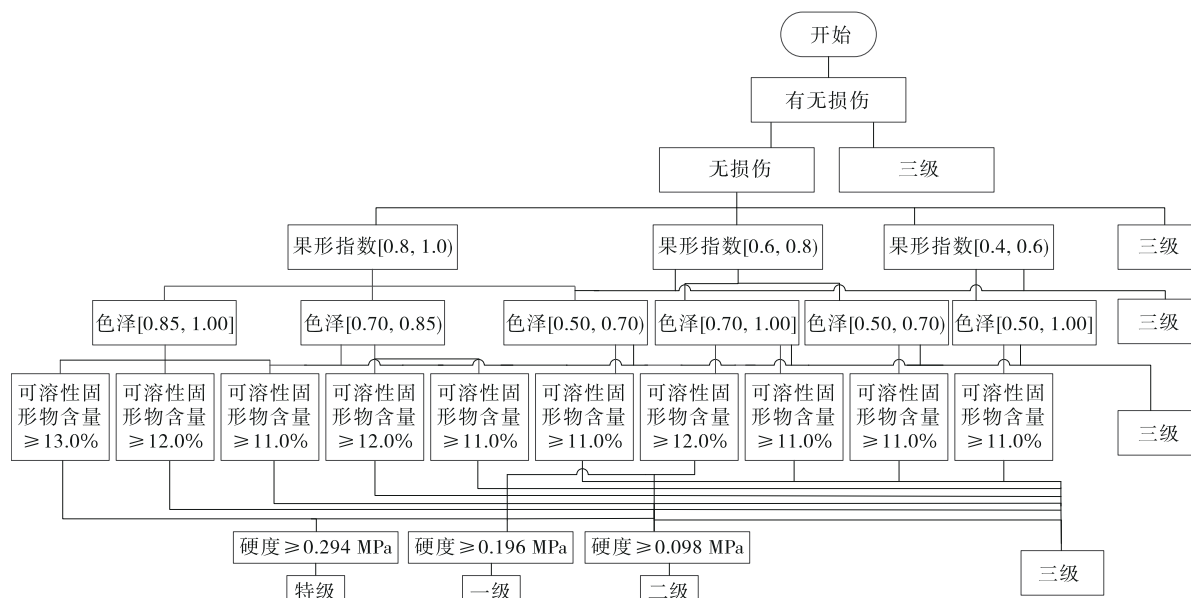 开始
有无损伤
无损伤
三级
果形指数[0.8, 1.0)
果形指数[0.6, 0.8)
果形指数[0.4, 0.6)
三级
色泽[0.85, 1.00]
色泽[0.70, 0.85)
色泽[0.50, 0.70)
色泽[0.70, 1.00]
色泽[0.50, 0.70)
色泽[0.50, 1.00]
三级
可溶性固
形物含量
≥13.0%
可溶性固
形物含量
≥12.0%
可溶性固
形物含量
≥11.0%
可溶性固
形物含量
≥12.0%
可溶性固
形物含量
≥11.0%
可溶性固
形物含量
≥11.0%
可溶性固
形物含量
≥12.0%
可溶性固
形物含量
≥11.0%
可溶性固
形物含量
≥11.0%
可溶性固
形物含量
≥11.0%
三级
硬度≥0.294 MPa
硬度≥0.196 MPa
硬度≥0.098 MPa
三级
特级
一级
二级